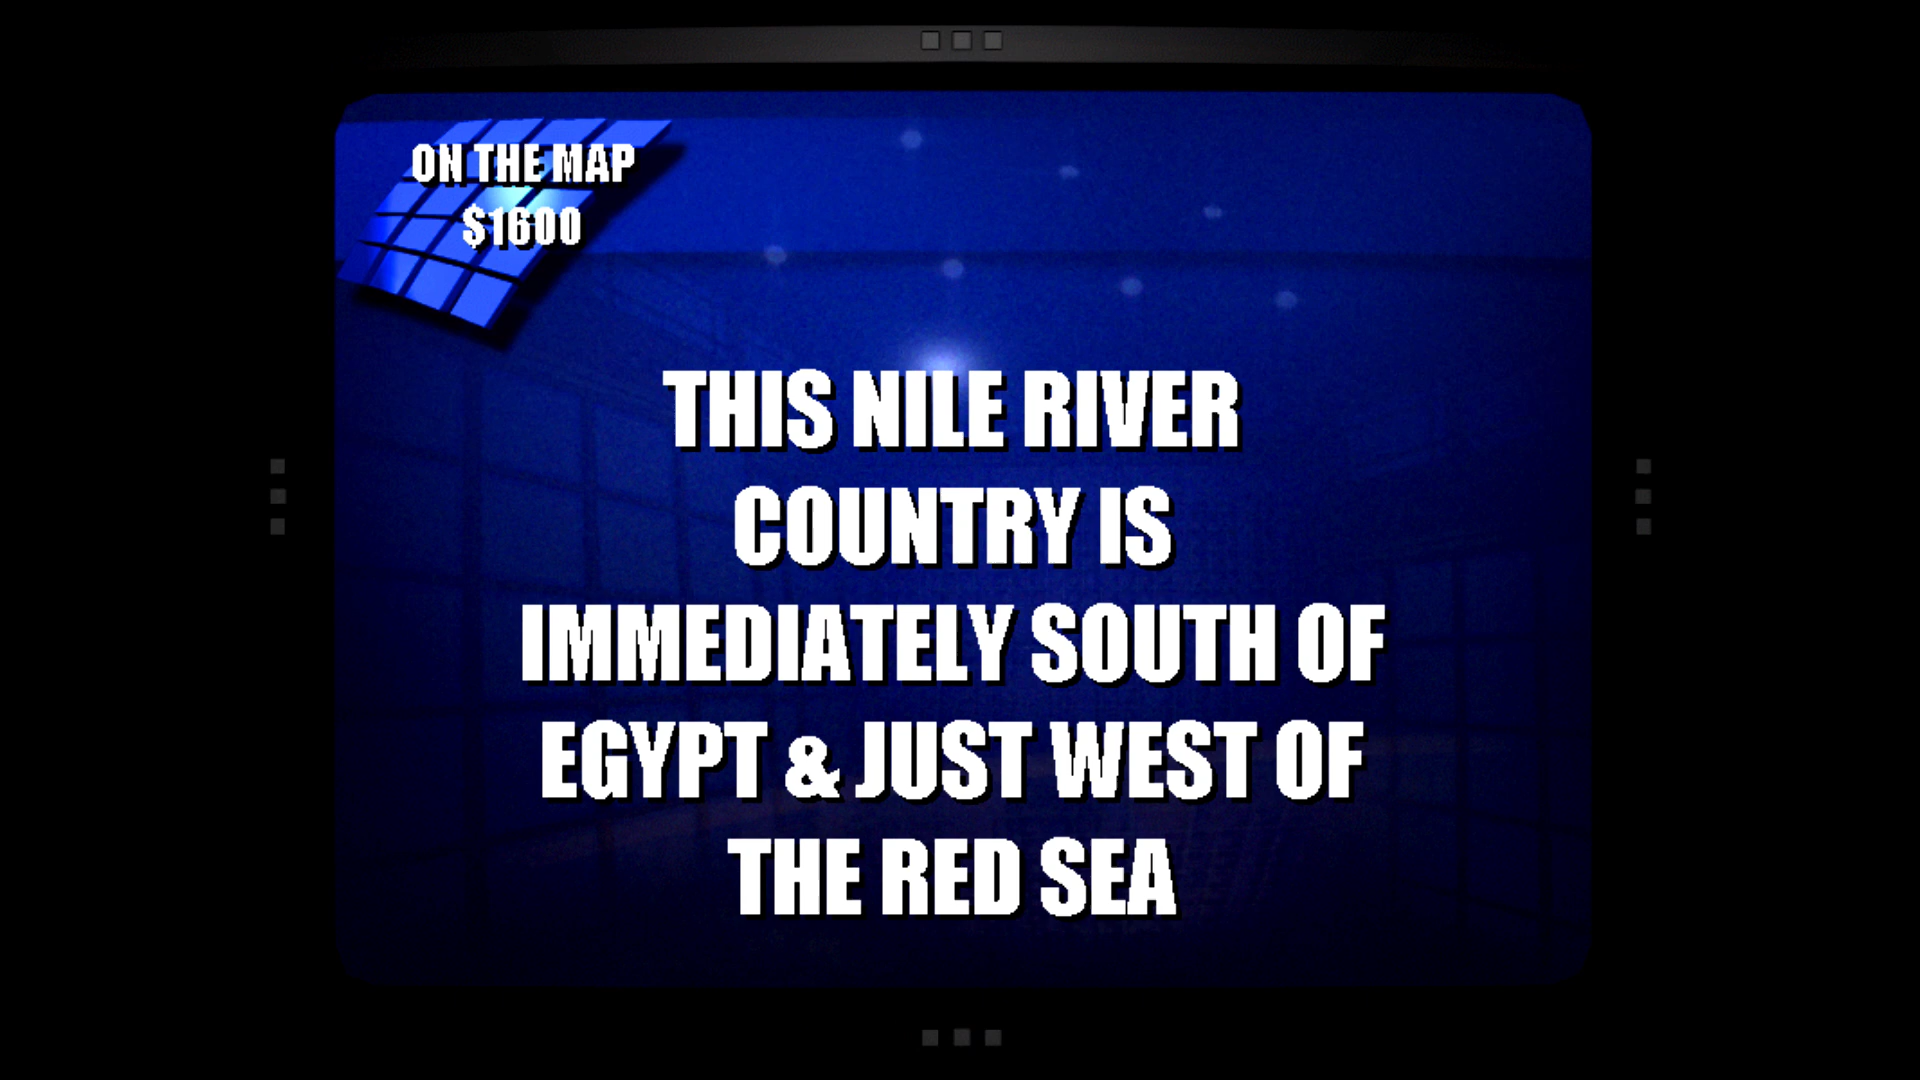 ON THE MAP
$1600
THIS NILE RIVER
COUNTRY IS
IMMEDIATELY SOUTH OF
EGYPT & JUST WEST OF
THE RED SEA